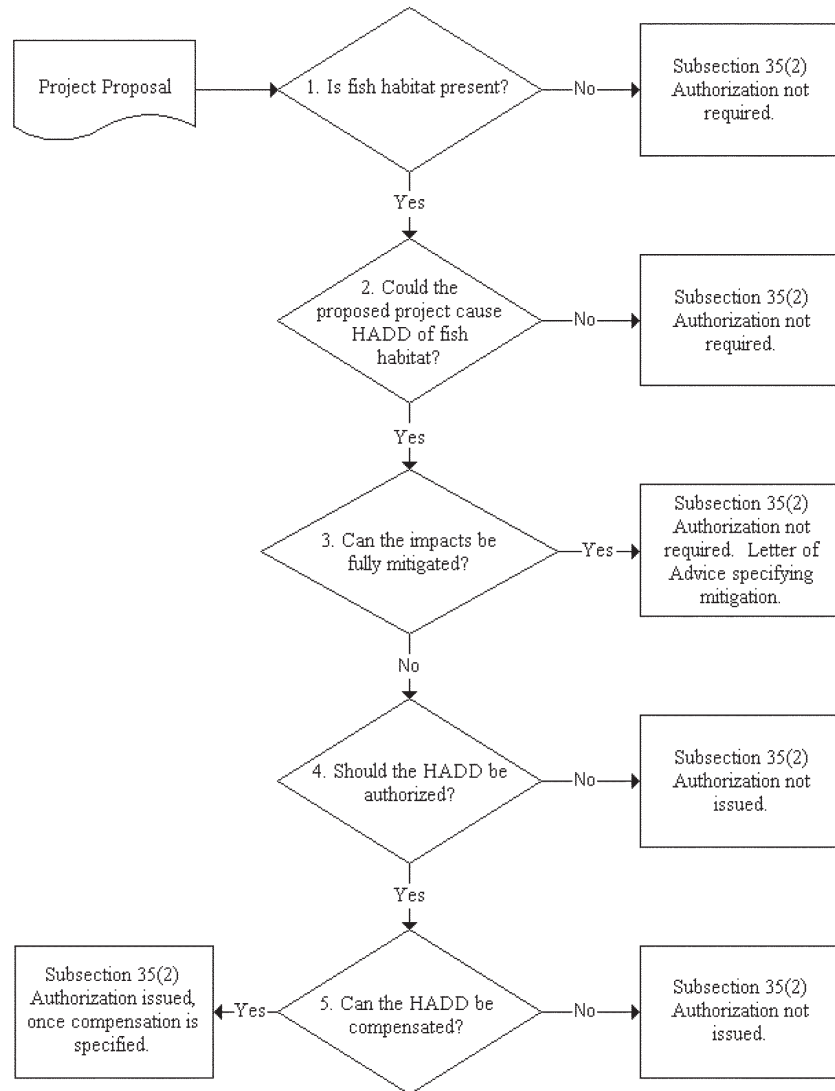 Project Proposal
1. Is fish habitat present?
No
Subsection 35(2)
Authorization not
required.
Yes
2. Could the
proposed project cause
HADD of fish
habitat?
No
Subsection 35(2)
Authorization not
required.
Yes
3. Can the impacts be
fully mitigated?
Yes
Subsection 35(2)
Authorization not
required. Letter of
Advice specifying
mitigation.
No
4. Should the HADD be
authorized?
No
Subsection 35(2)
Authorization not
issued.
Yes
5. Can the HADD be
compensated?
Yes
Subsection 35(2)
Authorization issued,
once compensation is
specified.
No
Subsection 35(2)
Authorization not
issued.